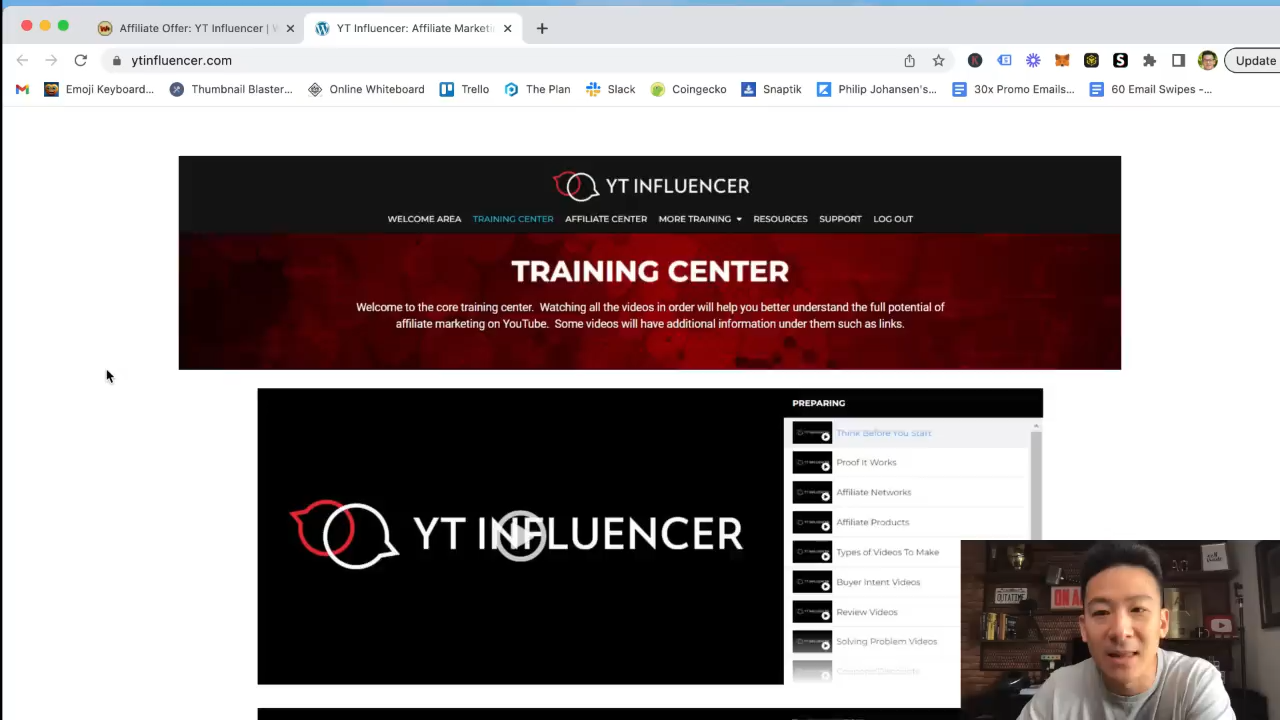 Affiliate Offer: YT Influencer | W
YT Influencer: Affiliate Marketi
ytinfluencer.com
Update
Emoji Keyboard...
Thumbnail Blaster...
Online Whiteboard
Trello
The Plan
Slack
Coingecko
Snaptik
Philip Johansen's...
30x Promo Emails...
60 Email Swipes -...
YT INFLUENCER
WELCOME AREA TRAINING CENTER AFFILIATE CENTER MORE TRAINING RESOURCES SUPPORT LOG OUT
TRAINING CENTER
Welcome to the core training center. Watching all the videos in order will help you better understand the full potential of
affiliate marketing on YouTube. Some videos will have additional information under them such as links.
YT INFLUENCER
PREPARING
Think Before You Start
Proof It Works
Affiliate Networks
Affiliate Products
Types of Videos To Make
Buyer Intent Videos
Review Videos
Solving Problem Videos
OUTATIME
ON A